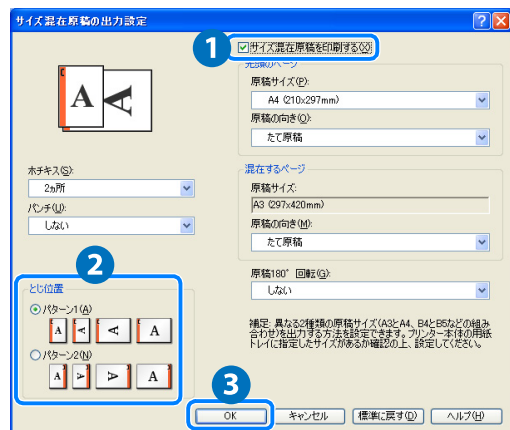 サイズ混在原稿の出力設定
1
サイズ混在原稿を印刷する(X)
先頭のページ
原稿サイズ(P):
A4 (210x297mm)
原稿の向き(O):
たて原稿
A A
ホチキス(S):
2ヵ所
パンチ(U):
しない
混在するページ
原稿サイズ:
A3 (297x420mm)
原稿の向き(M):
たて原稿
原稿180° 回転(G):
しない
2
とじ位置
パターン1(A)
A A A A
パターン2(N)
A A A A
補足: 異なる2種類の原稿サイズ(A3とA4、B4とB5などの組み
合わせ)を出力する方法を設定できます。プリンター本体の用紙
トレイに指定したサイズがあるか確認の上、設定してください。
3
OK
キャンセル
標準に戻す(D)
ヘルプ(H)